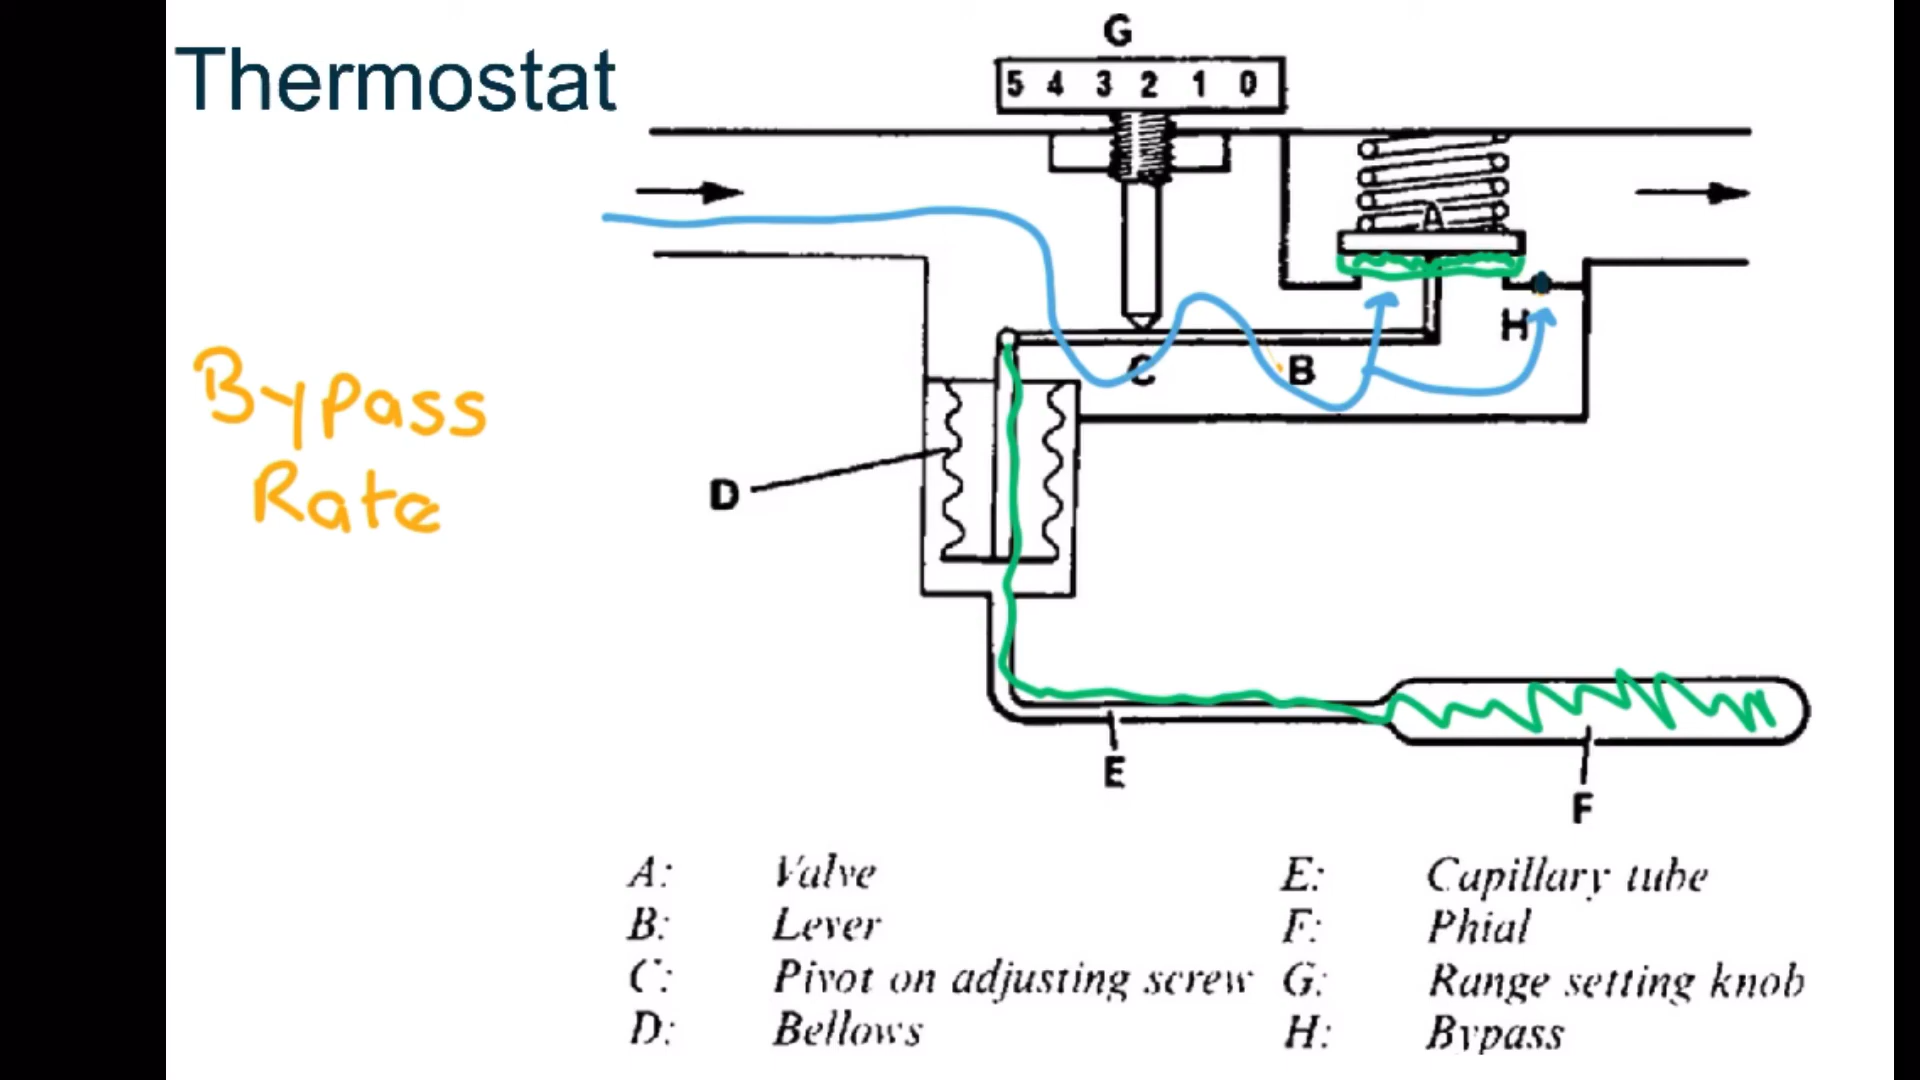 Thermostat
G
5 4 3 2 1 0
A
H
C
B
Bypass
Rate
D
E
F
A: Valve
B: Lever
C: Pivot on adjusting screw
D: Bellows
E: Capillary tube
F: Phial
G: Range setting knob
H: Bypass